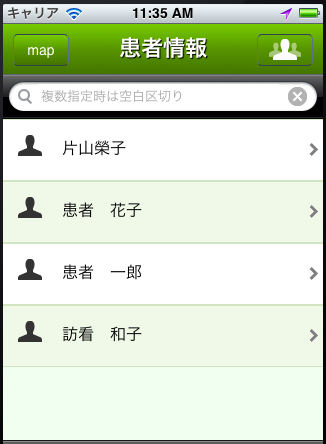 キャリア 11:35 AM
map 患者情報
複数指定時は空白区切り
片山榮子
患者　花子
患者　一郎
訪看　和子